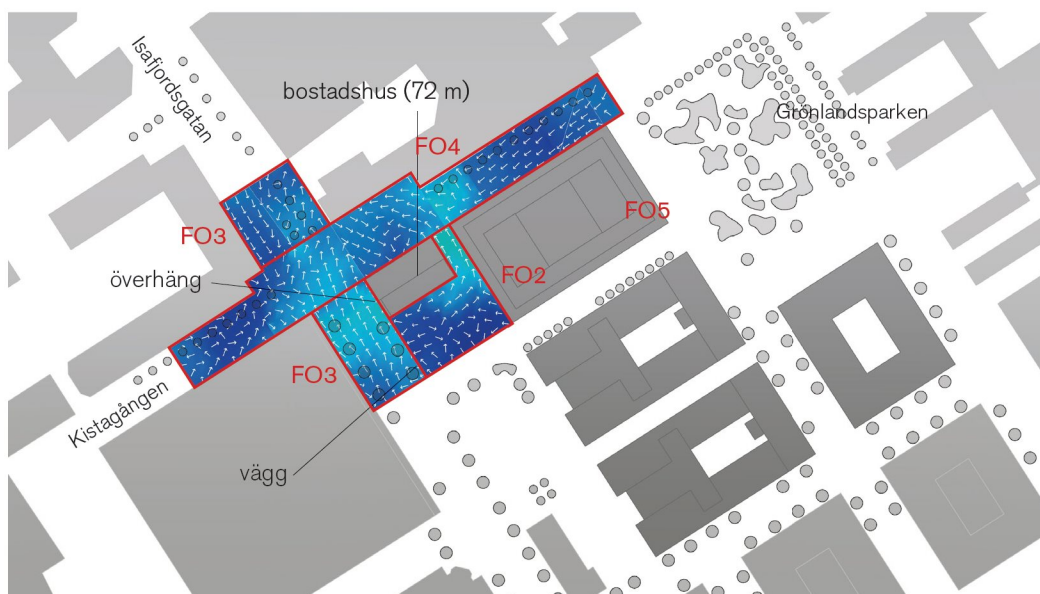 Isafjordsgatan
bostadshus (72 m)
Grönlandsparken
FO4
FO5
FO3
FO2
överhäng
FO3
Kistagången
vägg